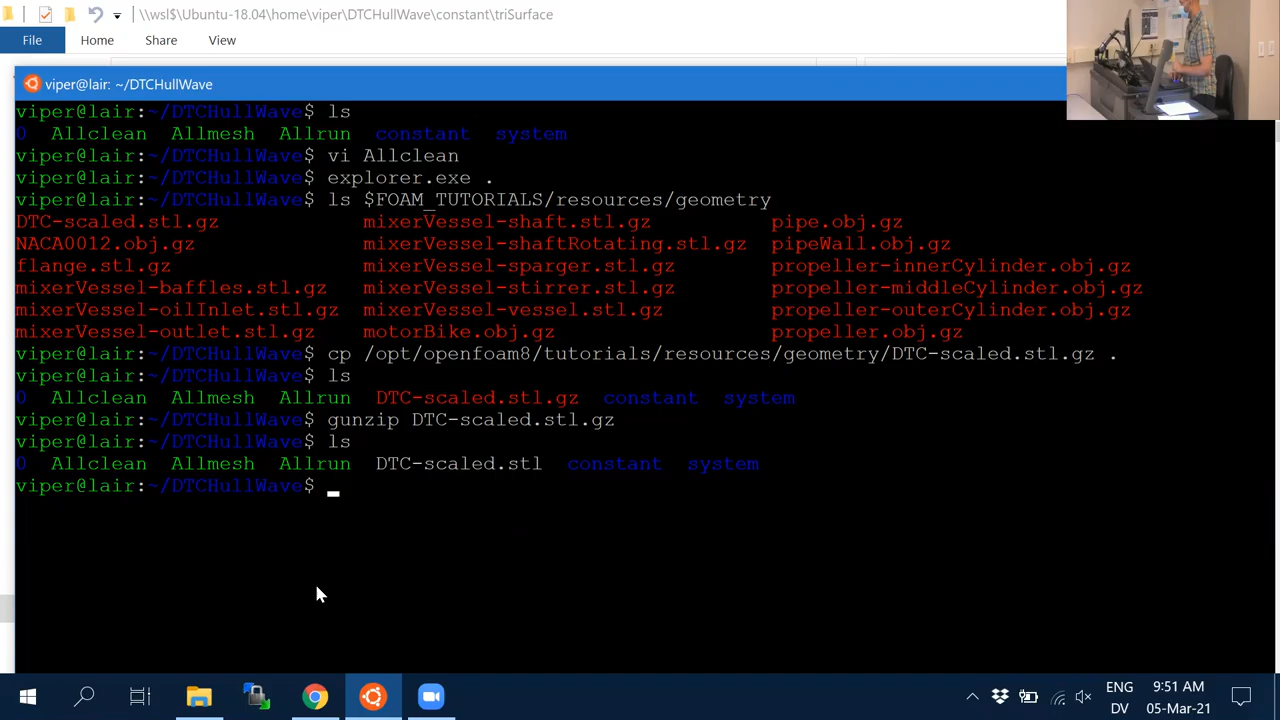 \\wsl$\Ubuntu-18.04\home\viper\DTCHullWave\constant\triSurface
File Home Share View
viper@lair: ~/DTCHullWave
viper@lair:~/DTCHullWave$ ls
0 Allclean Allmesh Allrun constant system
viper@lair:~/DTCHullWave$ vi Allclean
viper@lair:~/DTCHullWave$ explorer.exe .
viper@lair:~/DTCHullWave$ ls $FOAM_TUTORIALS/resources/geometry
DTC-scaled.stl.gz mixerVessel-shaft.stl.gz pipe.obj.gz
NACA0012.obj.gz mixerVessel-shaftRotating.stl.gz pipeWall.obj.gz
flange.stl.gz mixerVessel-sparger.stl.gz propeller-innerCylinder.obj.gz
mixerVessel-baffles.stl.gz mixerVessel-stirrer.stl.gz propeller-middleCylinder.obj.gz
mixerVessel-oilInlet.stl.gz mixerVessel-vessel.stl.gz propeller-outerCylinder.obj.gz
mixerVessel-outlet.stl.gz motorBike.obj.gz propeller.obj.gz
viper@lair:~/DTCHullWave$ cp /opt/openfoam8/tutorials/resources/geometry/DTC-scaled.stl.gz .
viper@lair:~/DTCHullWave$ ls
0 Allclean Allmesh Allrun DTC-scaled.stl.gz constant system
viper@lair:~/DTCHullWave$ gunzip DTC-scaled.stl.gz
viper@lair:~/DTCHullWave$ ls
0 Allclean Allmesh Allrun DTC-scaled.stl constant system
viper@lair:~/DTCHullWave$
ENG 9:51 AM
DV 05-Mar-21